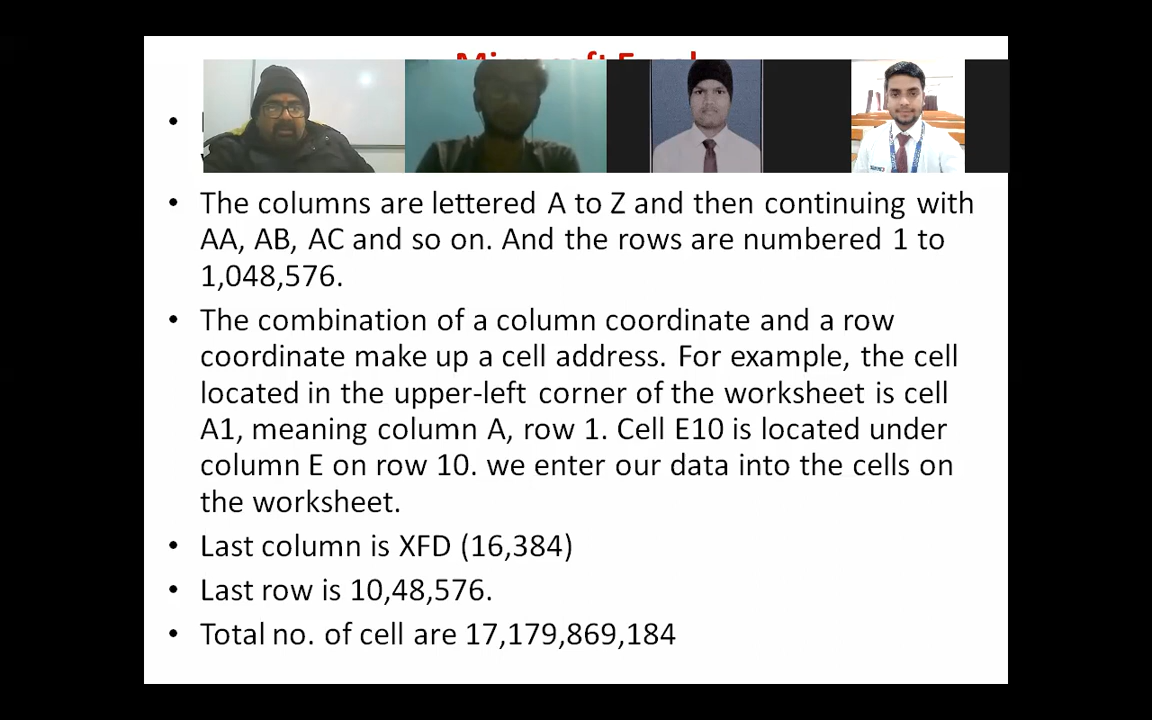 Microsoft Excel
• The columns are lettered A to Z and then continuing with
AA, AB, AC and so on. And the rows are numbered 1 to
1,048,576.
• The combination of a column coordinate and a row
coordinate make up a cell address. For example, the cell
located in the upper-left corner of the worksheet is cell
A1, meaning column A, row 1. Cell E10 is located under
column E on row 10. we enter our data into the cells on
the worksheet.
• Last column is XFD (16,384)
• Last row is 10,48,576.
• Total no. of cell are 17,179,869,184